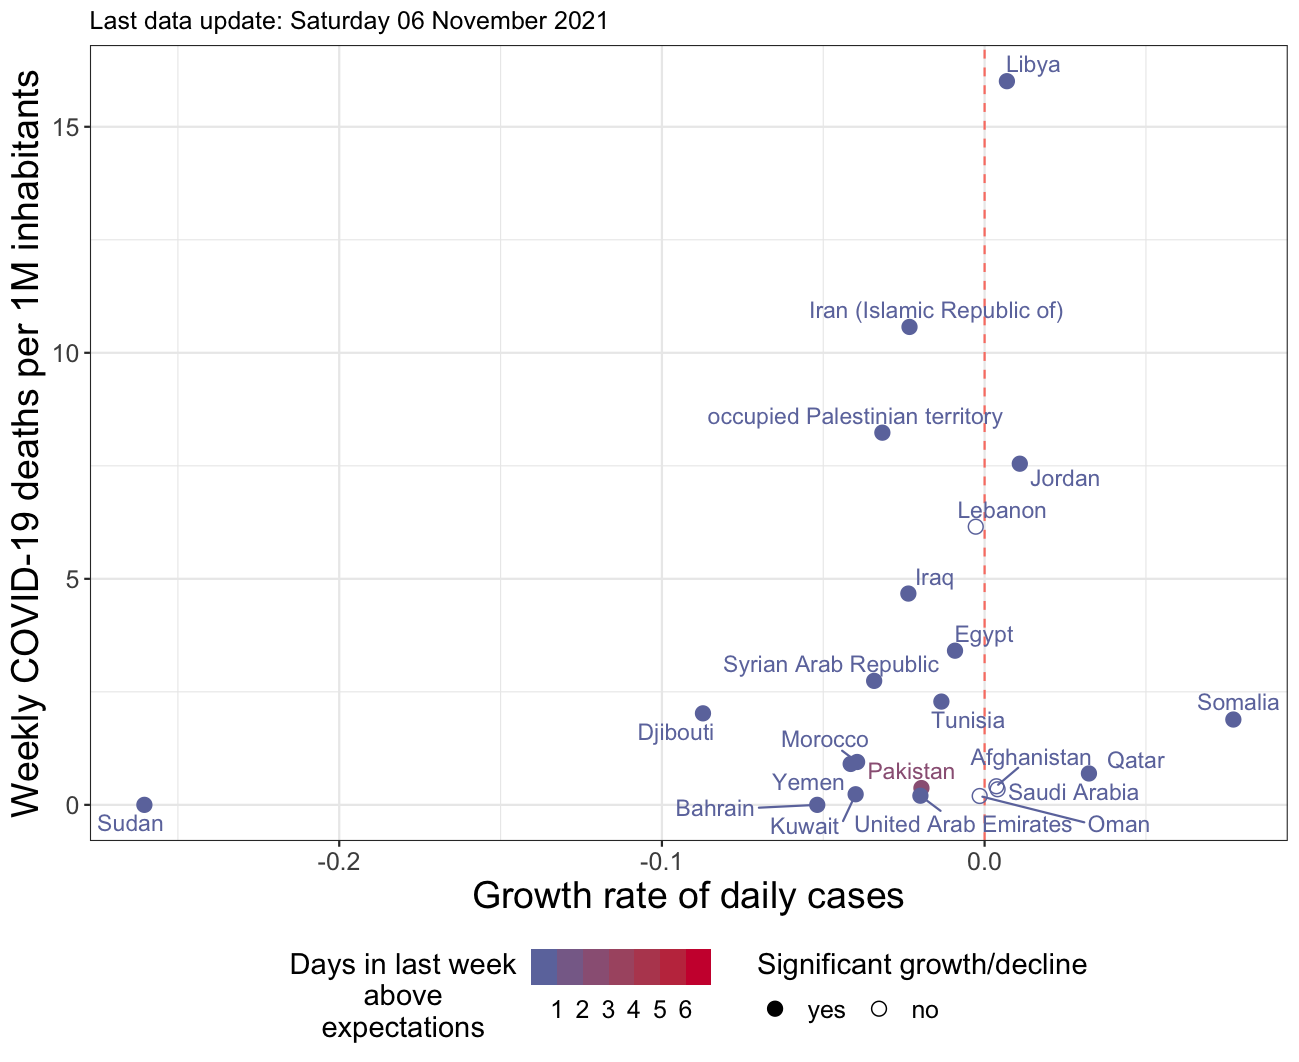 Last data update: Saturday 06 November 2021
Weekly COVID-19 deaths per 1M inhabitants
15
10
5
0
Libya
Iran (Islamic Republic of)
occupied Palestinian territory
Jordan
Lebanon
Iraq
Egypt
Syrian Arab Republic
Somalia
Tunisia
Djibouti
Morocco
Afghanistan
Qatar
Pakistan
Yemen
Saudi Arabia
Bahrain
Kuwait
United Arab Emirates
Oman
Sudan
-0.2
-0.1
0.0
Growth rate of daily cases
Days in last week
above
expectations
1 2 3 4 5 6
Significant growth/decline
yes
no